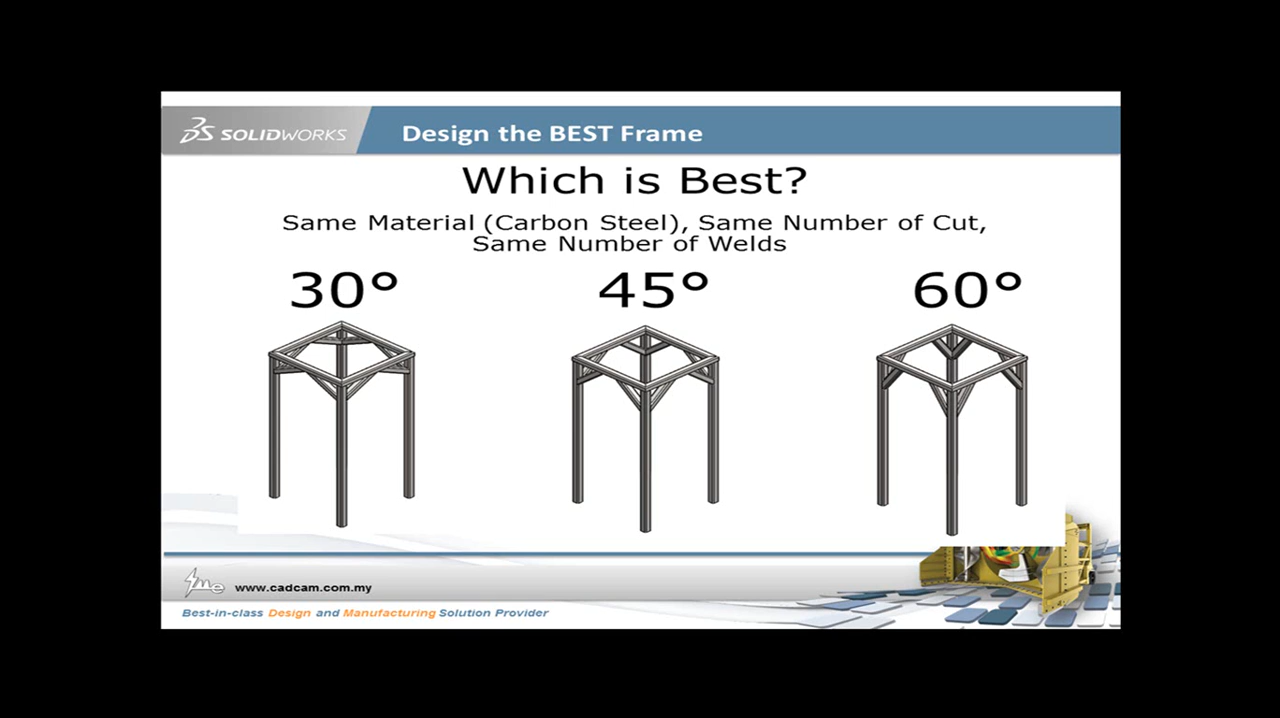 SOLIDWORKS
Design the BEST Frame
Which is Best?
Same Material (Carbon Steel), Same Number of Cut,
Same Number of Welds
30° 45° 60°
www.cadcam.com.my
Best-in-class Design and Manufacturing Solution Provider